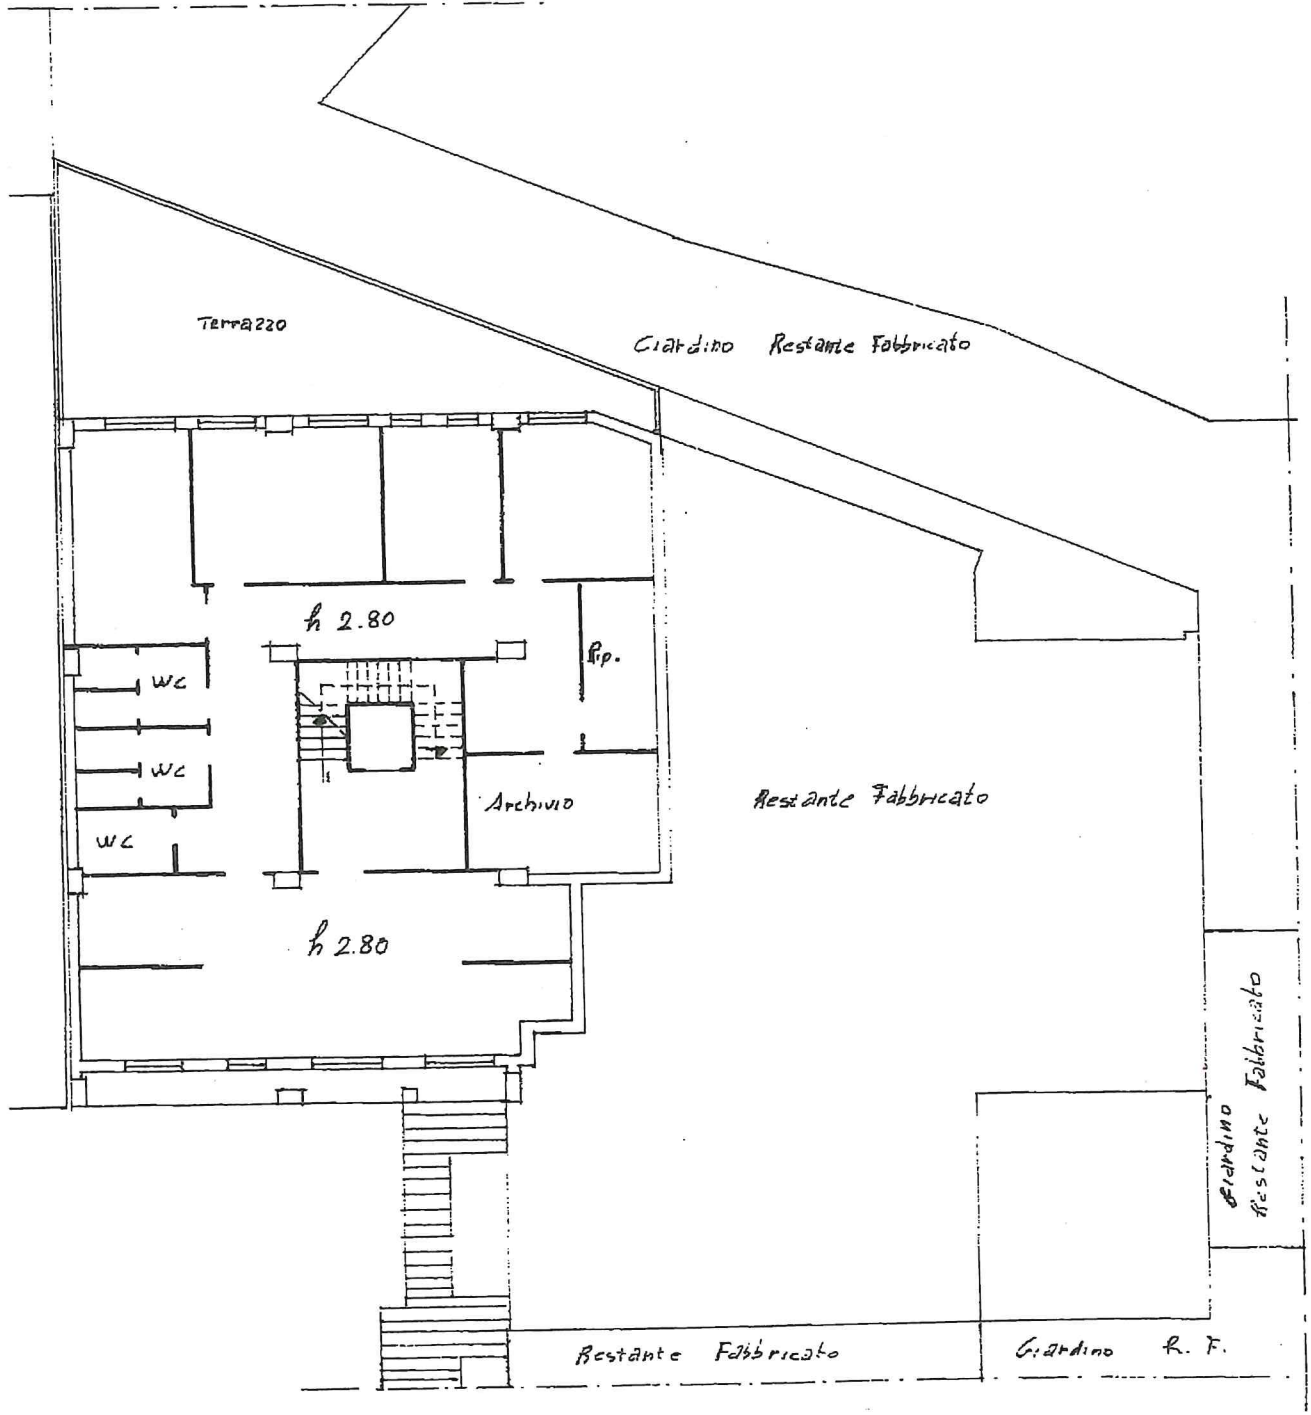 Terrazzo
Giardino Restante Fabbricato
h 2.80
Rip.
WC
WC
Archivio
Restante Fabbricato
WC
h 2.80
Giardino
Restante Fabbricato
Restante Fabbricato
Giardino R. F.